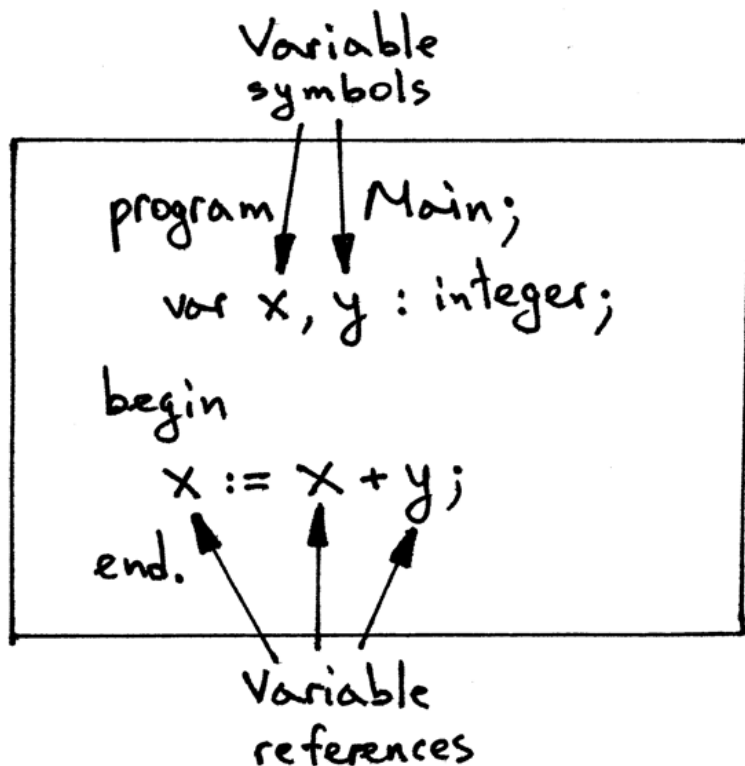 Variable
symbols
program Main;
var x, y : integer;
begin
x := x + y;
end.
Variable
references